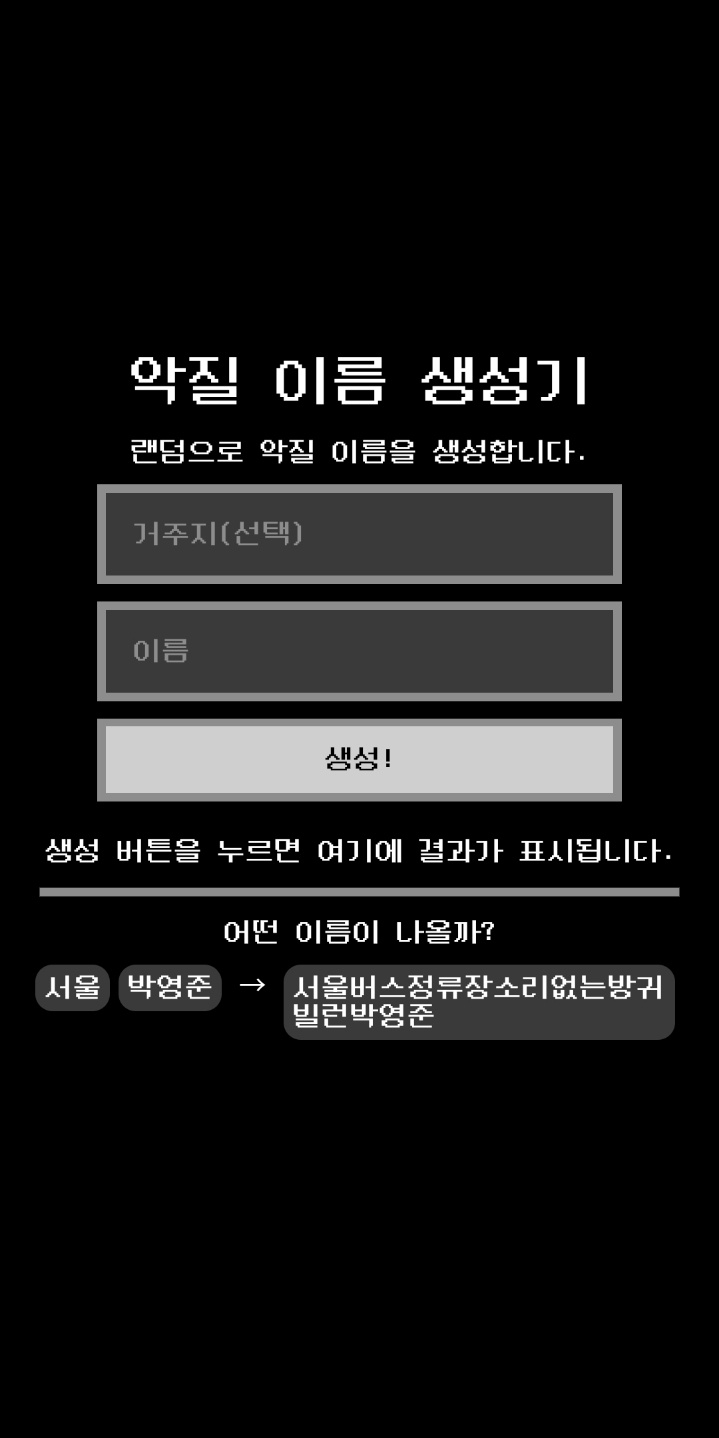 악질 이름 생성기
랜덤으로 악질 이름을 생성합니다.
거주지(선택)
이름
생성!
생성 버튼을 누르면 여기에 결과가 표시됩니다.
어떤 이름이 나올까?
서울 박영준 → 서울버스정류장소리없는방귀
빌런박영준